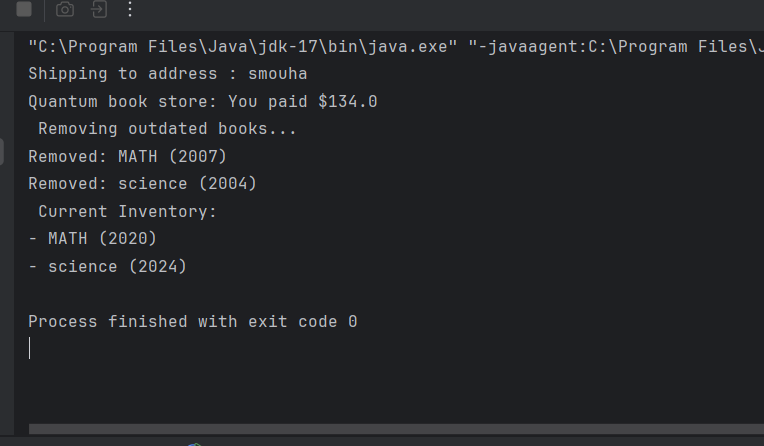 "C:\Program Files\Java\jdk-17\bin\java.exe" "-javaagent:C:\Program Files\J
Shipping to address : smouha
Quantum book store: You paid $134.0
Removing outdated books...
Removed: MATH (2007)
Removed: science (2004)
Current Inventory:
- MATH (2020)
- science (2024)
Process finished with exit code 0